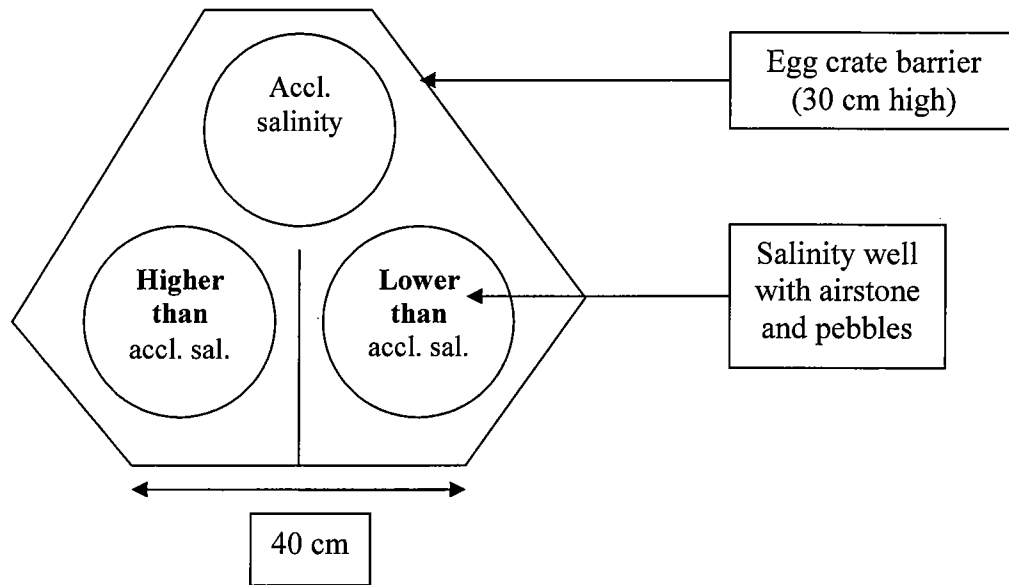 Accl.
salinity
Egg crate barrier
(30 cm high)
Higher
than
accl. sal.
Lower
than
accl. sal.
Salinity well
with airstone
and pebbles
40 cm